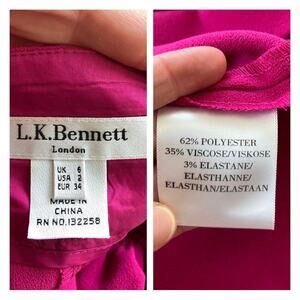 L.K.Bennett
London
UK 6
USA 2
EUR 34
MADE IN
CHINA
RN NO.132258
62% POLYESTER
35% VISCOSE/VISKOSE
3% ELASTANE/
ELASTHANNE/
ELASTHAN/ELASTAAN